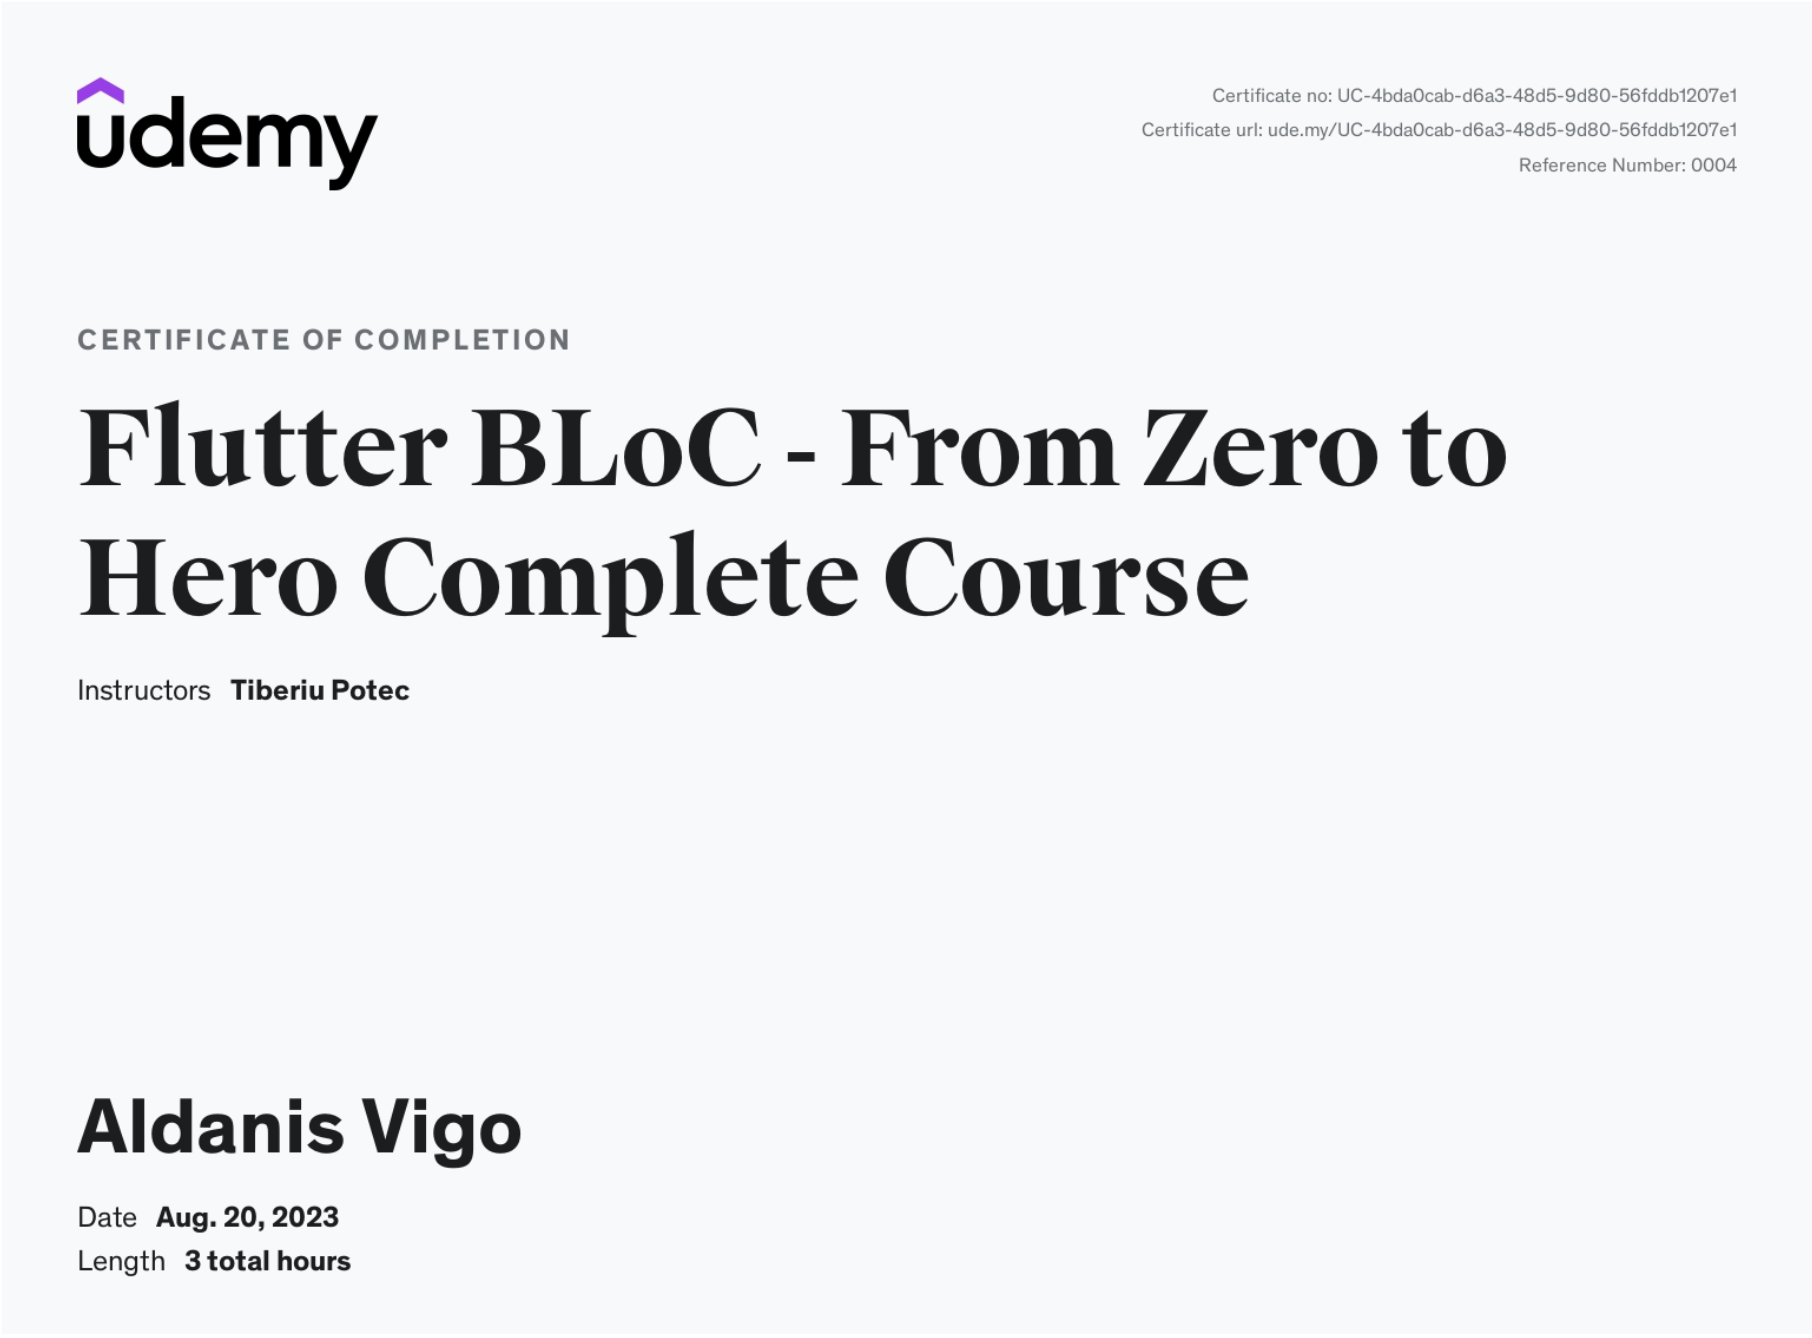 udemy
Certificate no: UC-4bda0cab-d6a3-48d5-9d80-56fddb1207e1
Certificate url: ude.my/UC-4bda0cab-d6a3-48d5-9d80-56fddb1207e1
Reference Number: 0004
CERTIFICATE OF COMPLETION
Flutter BLoC - From Zero to
Hero Complete Course
Instructors Tiberiu Potec
Aldanis Vigo
Date Aug. 20, 2023
Length 3 total hours